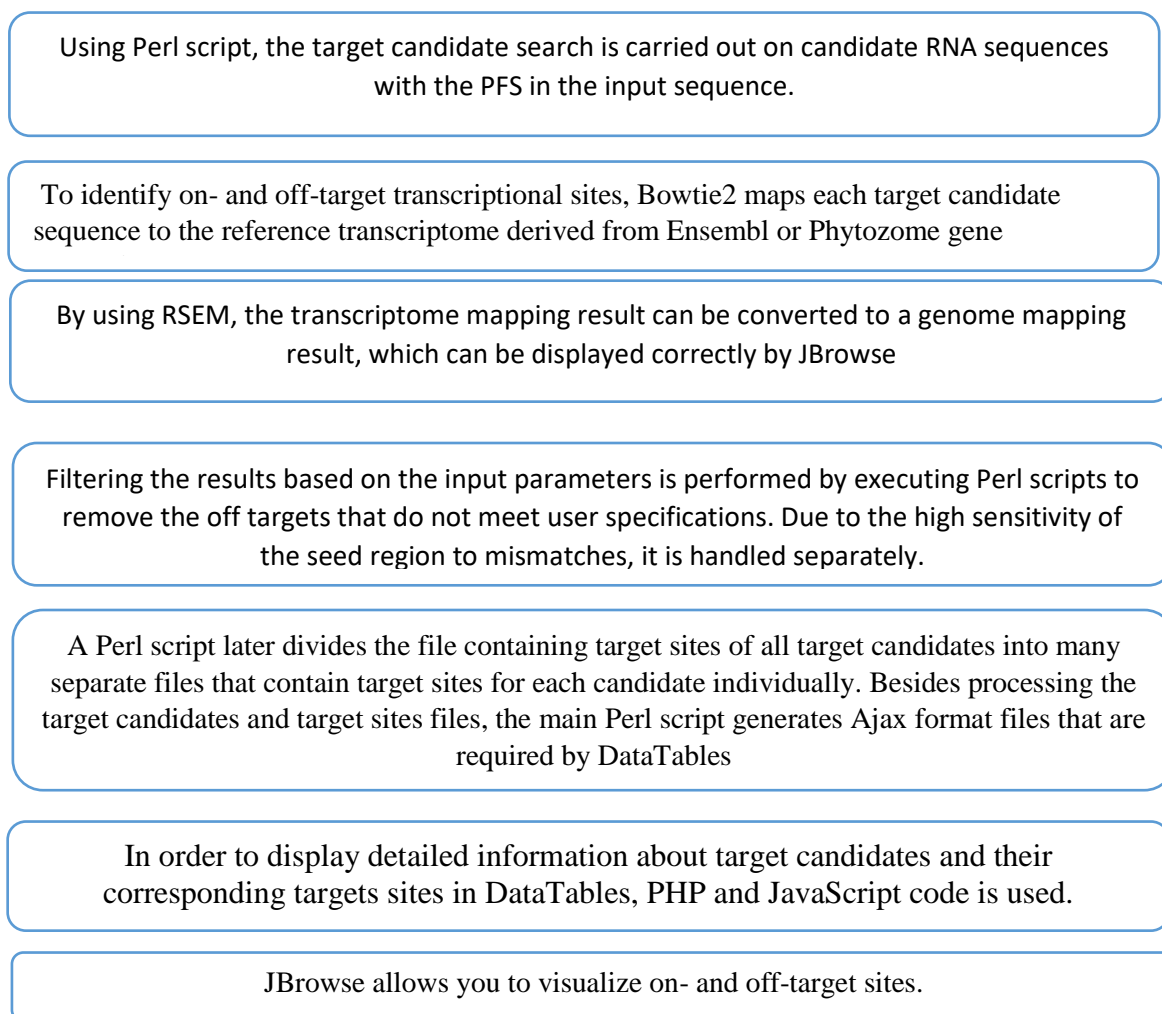 Using Perl script, the target candidate search is carried out on candidate RNA sequences
with the PFS in the input sequence.
To identify on- and off-target transcriptional sites, Bowtie2 maps each target candidate
sequence to the reference transcriptome derived from Ensembl or Phytozome gene
By using RSEM, the transcriptome mapping result can be converted to a genome mapping
result, which can be displayed correctly by JBrowse
Filtering the results based on the input parameters is performed by executing Perl scripts to
remove the off targets that do not meet user specifications. Due to the high sensitivity of
the seed region to mismatches, it is handled separately.
A Perl script later divides the file containing target sites of all target candidates into many
separate files that contain target sites for each candidate individually. Besides processing the
target candidates and target sites files, the main Perl script generates Ajax format files that are
required by DataTables
In order to display detailed information about target candidates and their
corresponding targets sites in DataTables, PHP and JavaScript code is used.
JBrowse allows you to visualize on- and off-target sites.